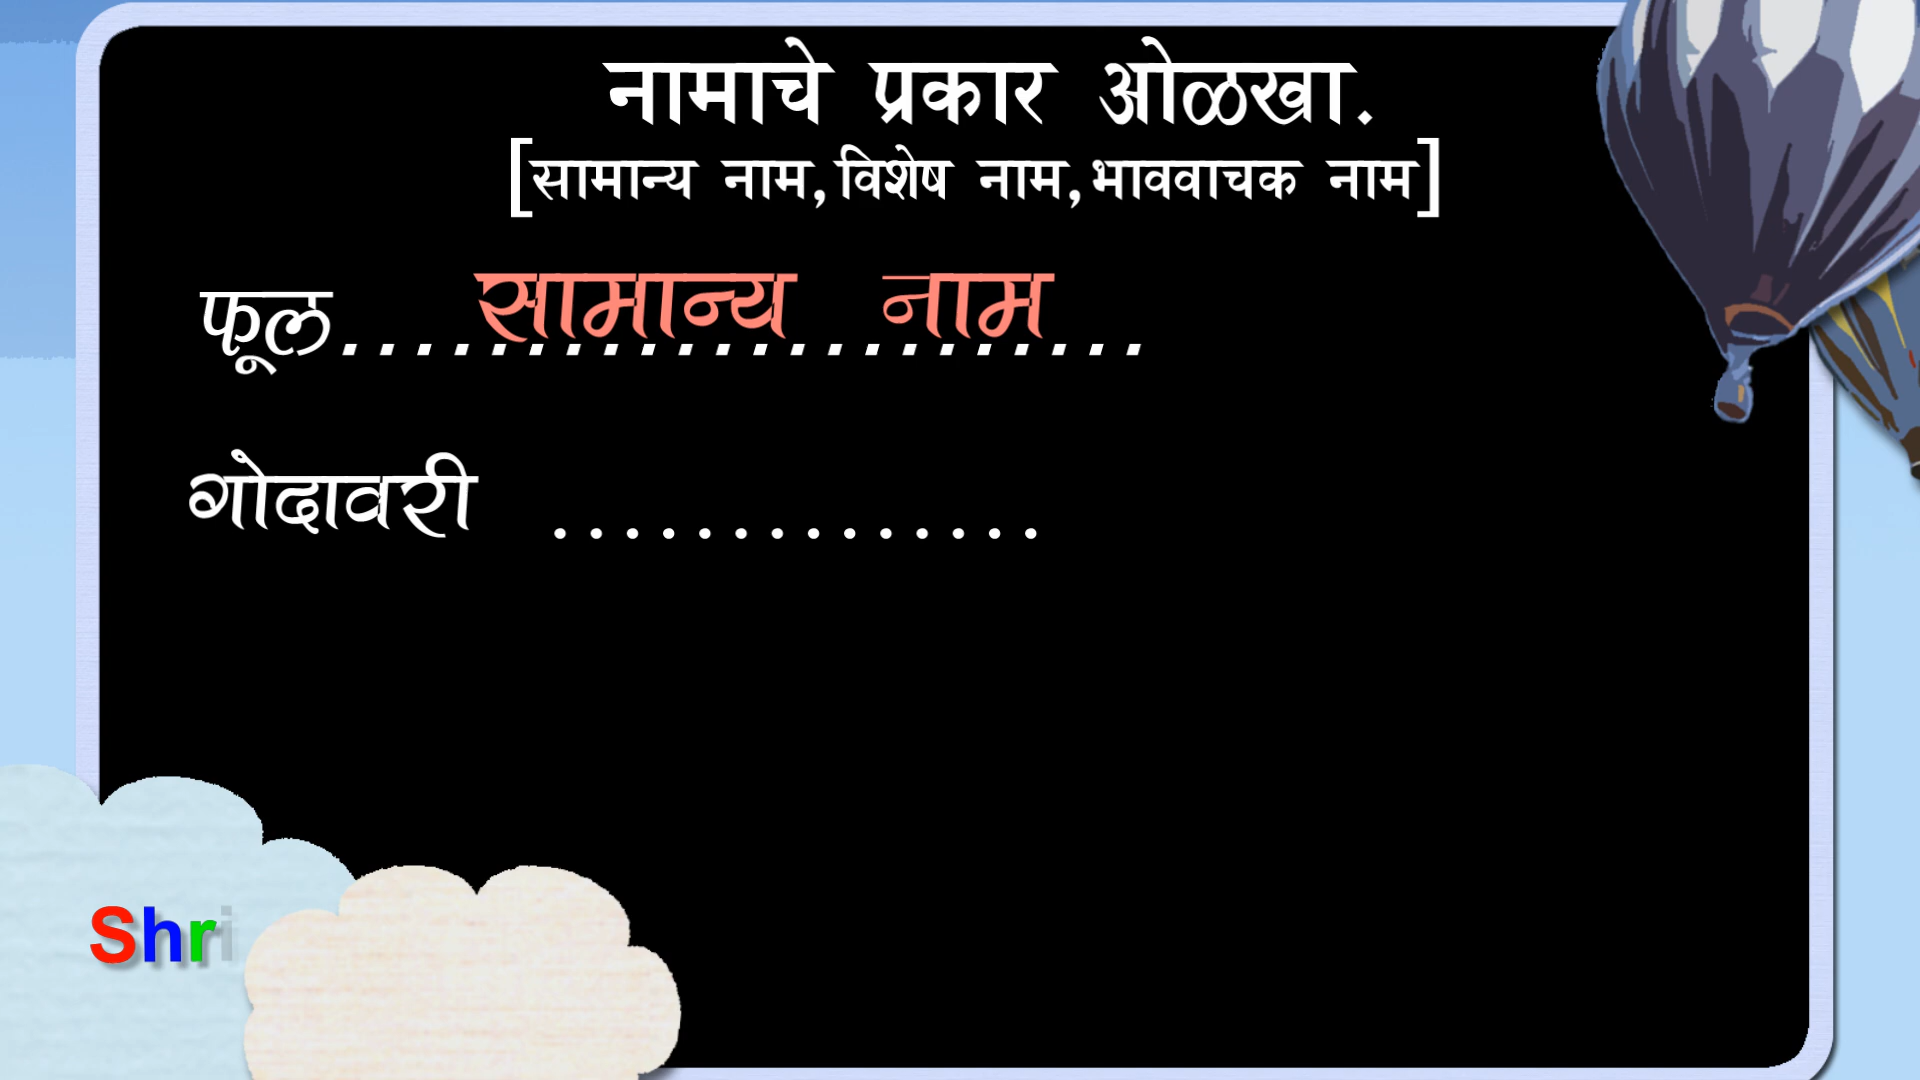 नामाचे प्रकार ओळखा.
[सामान्य नाम,विशेष नाम,भाववाचक नाम]
फूल......................सामान्य नाम
गोदावरी ..............
Shri